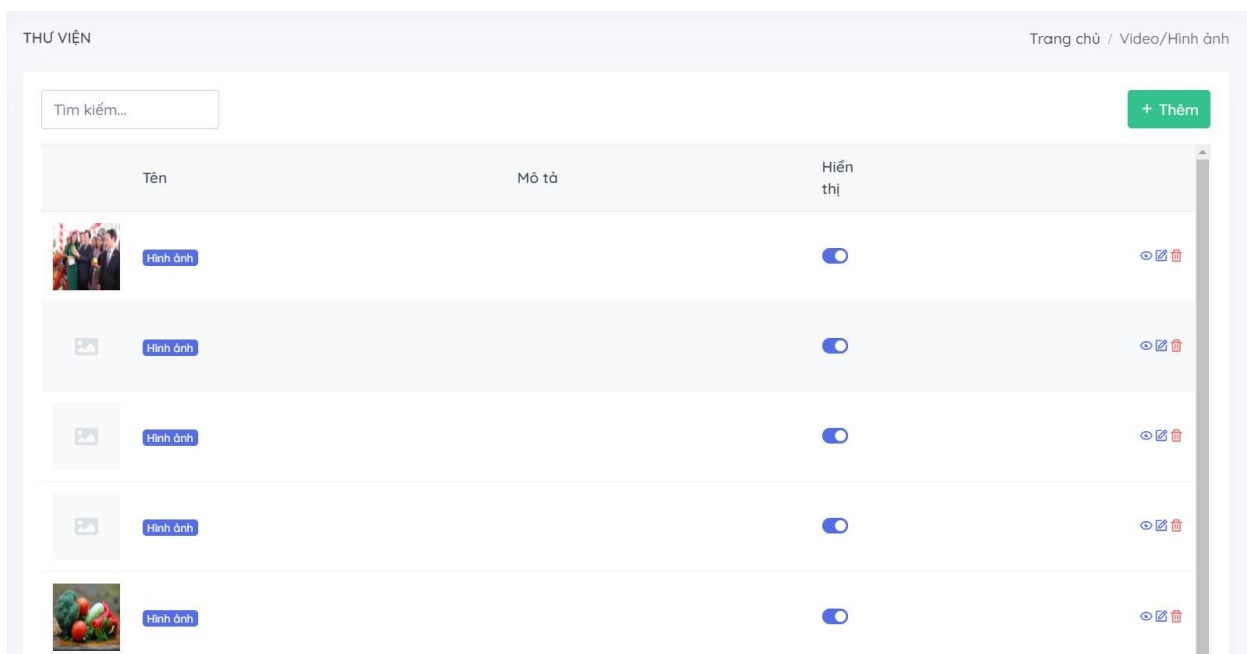 THƯ VIỆN
Trang chủ / Video/Hình ảnh
Tìm kiếm...
+ Thêm
Tên
Mô tả
Hiển
thị
Hình ảnh
Hình ảnh
Hình ảnh
Hình ảnh
Hình ảnh